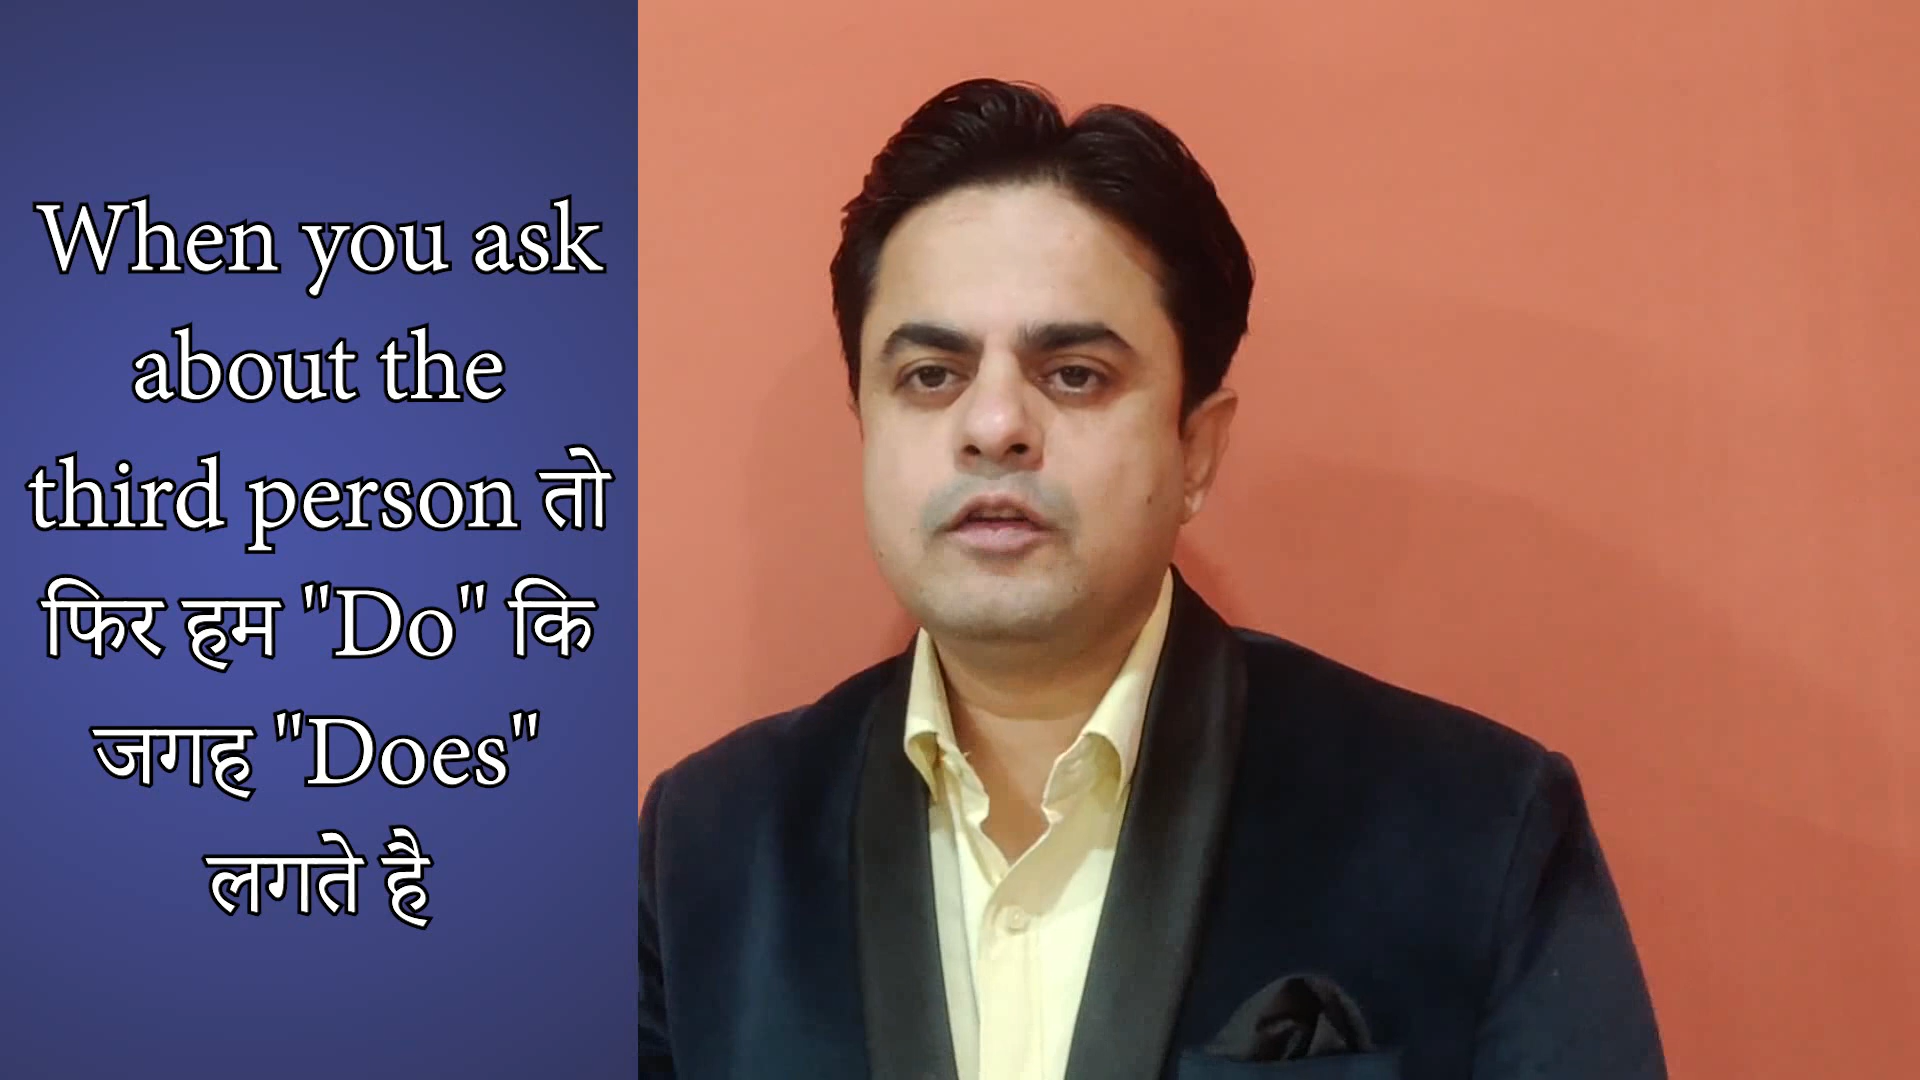 When you ask
about the
third person तो
फिर हम "Do" कि
जगह "Does"
लगते है